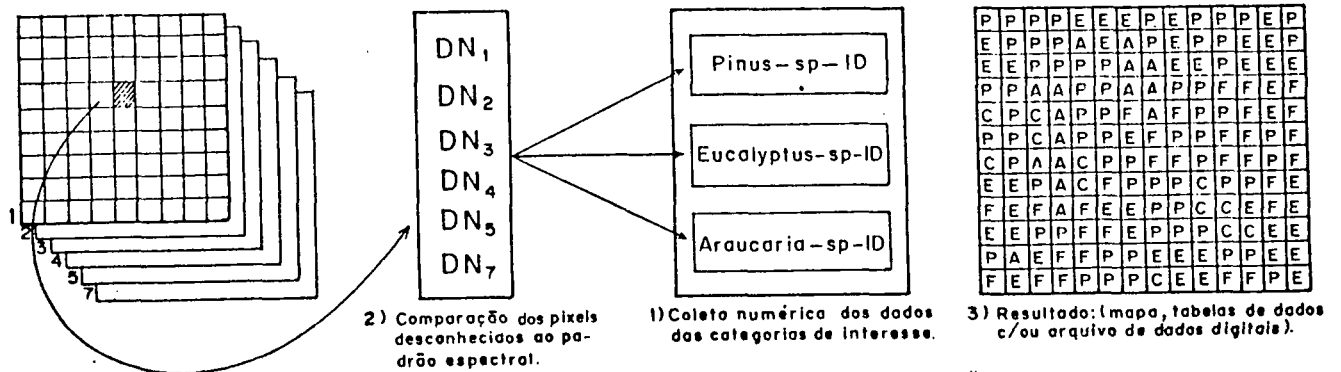 P P P P E E E P E P P P E P
E P P P A E A P E P P E E P
E E P P P P A A E E P P E E
P P A A P P A A P P F F E F
C P C A P P F A F P P F E F
P P C A P P E F P P F F P F
C P A A C P P F F P F F P F
E E P A C F P P P C P P F E
F E F A F E E P P C C E F E
E E P P F F E P P P C C E E
P A E F F P P E E E P P E E
F E F F P P P C E E F F P E
DN1
DN2
DN3
DN4
DN5
DN7
Pinus-sp-ID
Eucalyptus-sp-ID
Araucaria-sp-ID
1
2
3
4
5
7
2) Comparação dos pixels
desconhecidos ao pa-
drão espectral.
1) Coleta numérica dos dados
das categorias de interesse.
3) Resultado: (mapa, tabelas de dados
c/ou arquivo de dados digitais).